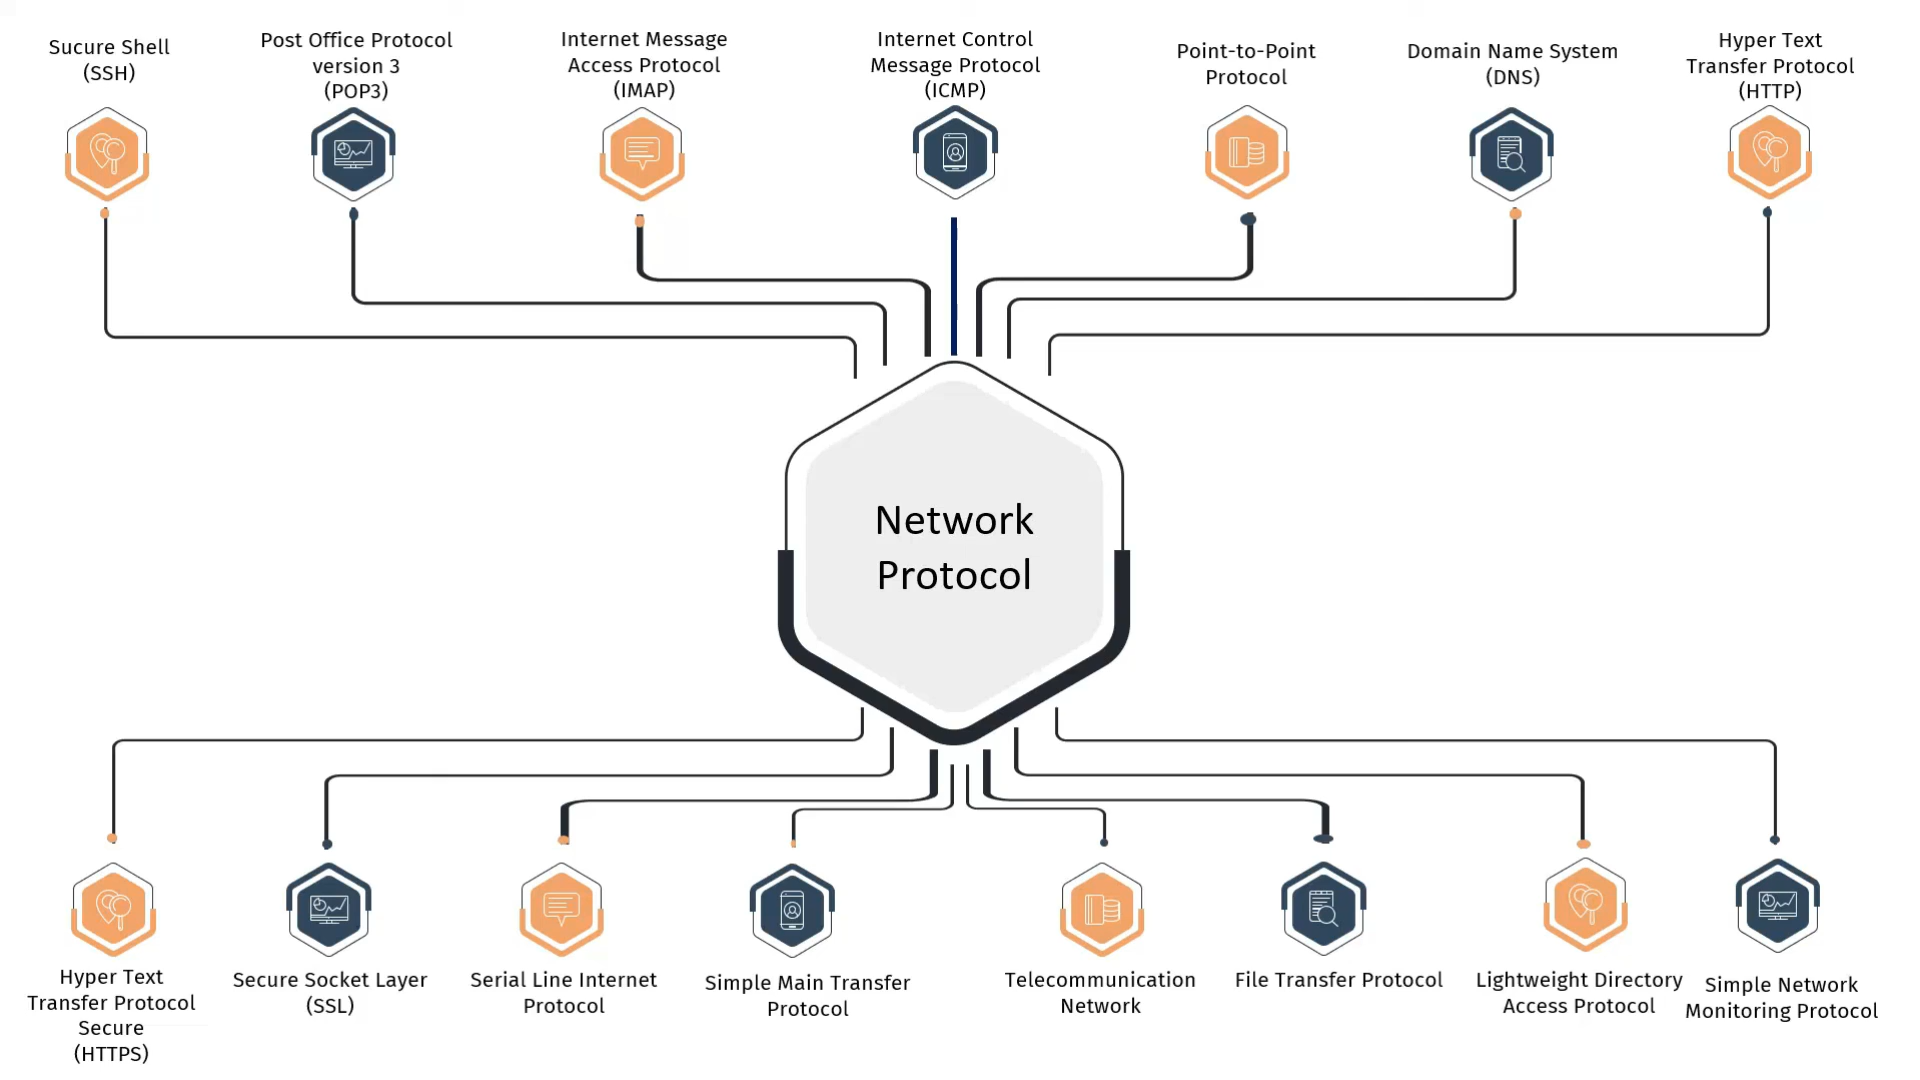 Sucure Shell
(SSH)
Post Office Protocol
version 3
(POP3)
Internet Message
Access Protocol
(IMAP)
Internet Control
Message Protocol
(ICMP)
Point-to-Point
Protocol
Domain Name System
(DNS)
Hyper Text
Transfer Protocol
(HTTP)
Network
Protocol
Hyper Text
Transfer Protocol
Secure
(HTTPS)
Secure Socket Layer
(SSL)
Serial Line Internet
Protocol
Simple Main Transfer
Protocol
Telecommunication
Network
File Transfer Protocol
Lightweight Directory
Access Protocol
Simple Network
Monitoring Protocol